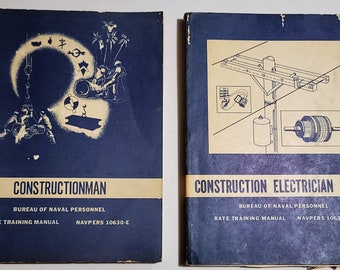 CONSTRUCTIONMAN
BUREAU OF NAVAL PERSONNEL
TRAINING MANUAL NAVPERS 10630-E
CONSTRUCTION ELECTRICIAN
BUREAU OF NAVAL PERSONNEL
RATE TRAINING MANUAL NAVPERS